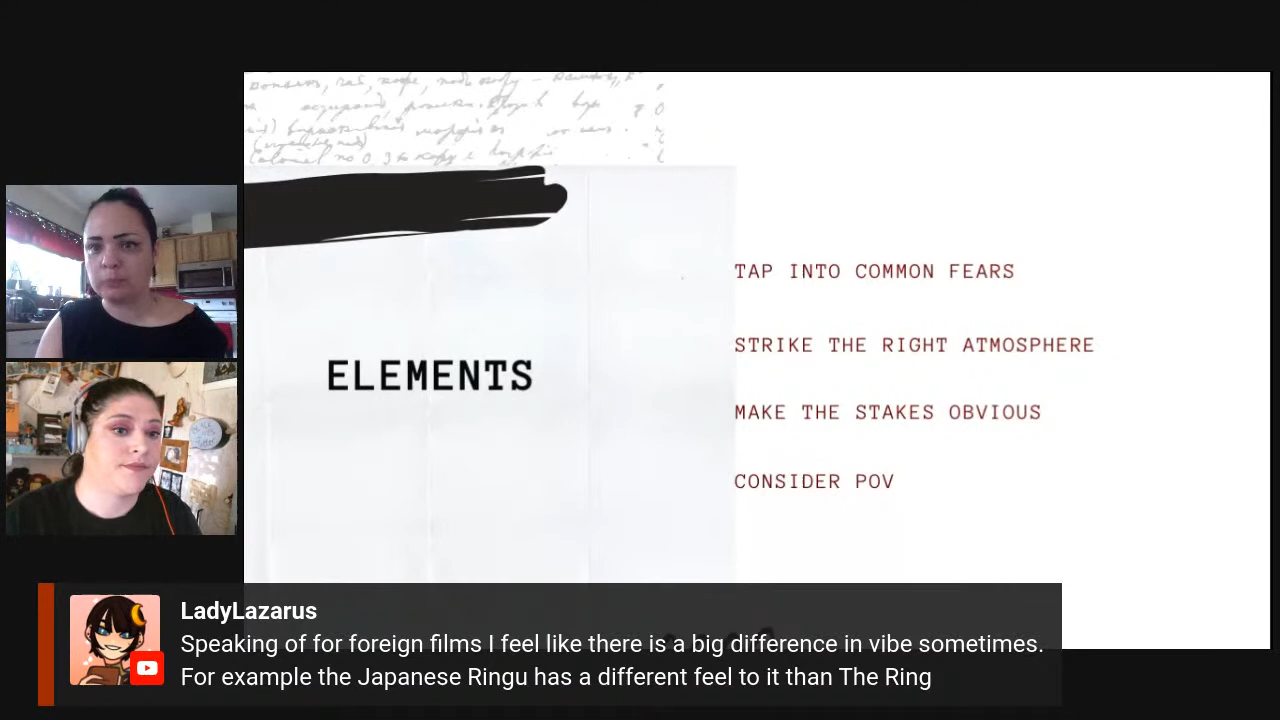 ELEMENTS
TAP INTO COMMON FEARS
STRIKE THE RIGHT ATMOSPHERE
MAKE THE STAKES OBVIOUS
CONSIDER POV
LadyLazarus
Speaking of for foreign films I feel like there is a big difference in vibe sometimes.
For example the Japanese Ringu has a different feel to it than The Ring